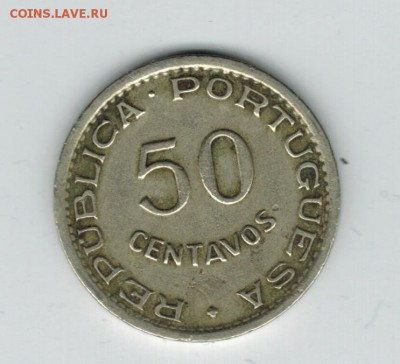 COINS.LAVE.RU
REPUBLICA · PORTUGUESA
50
CENTAVOS